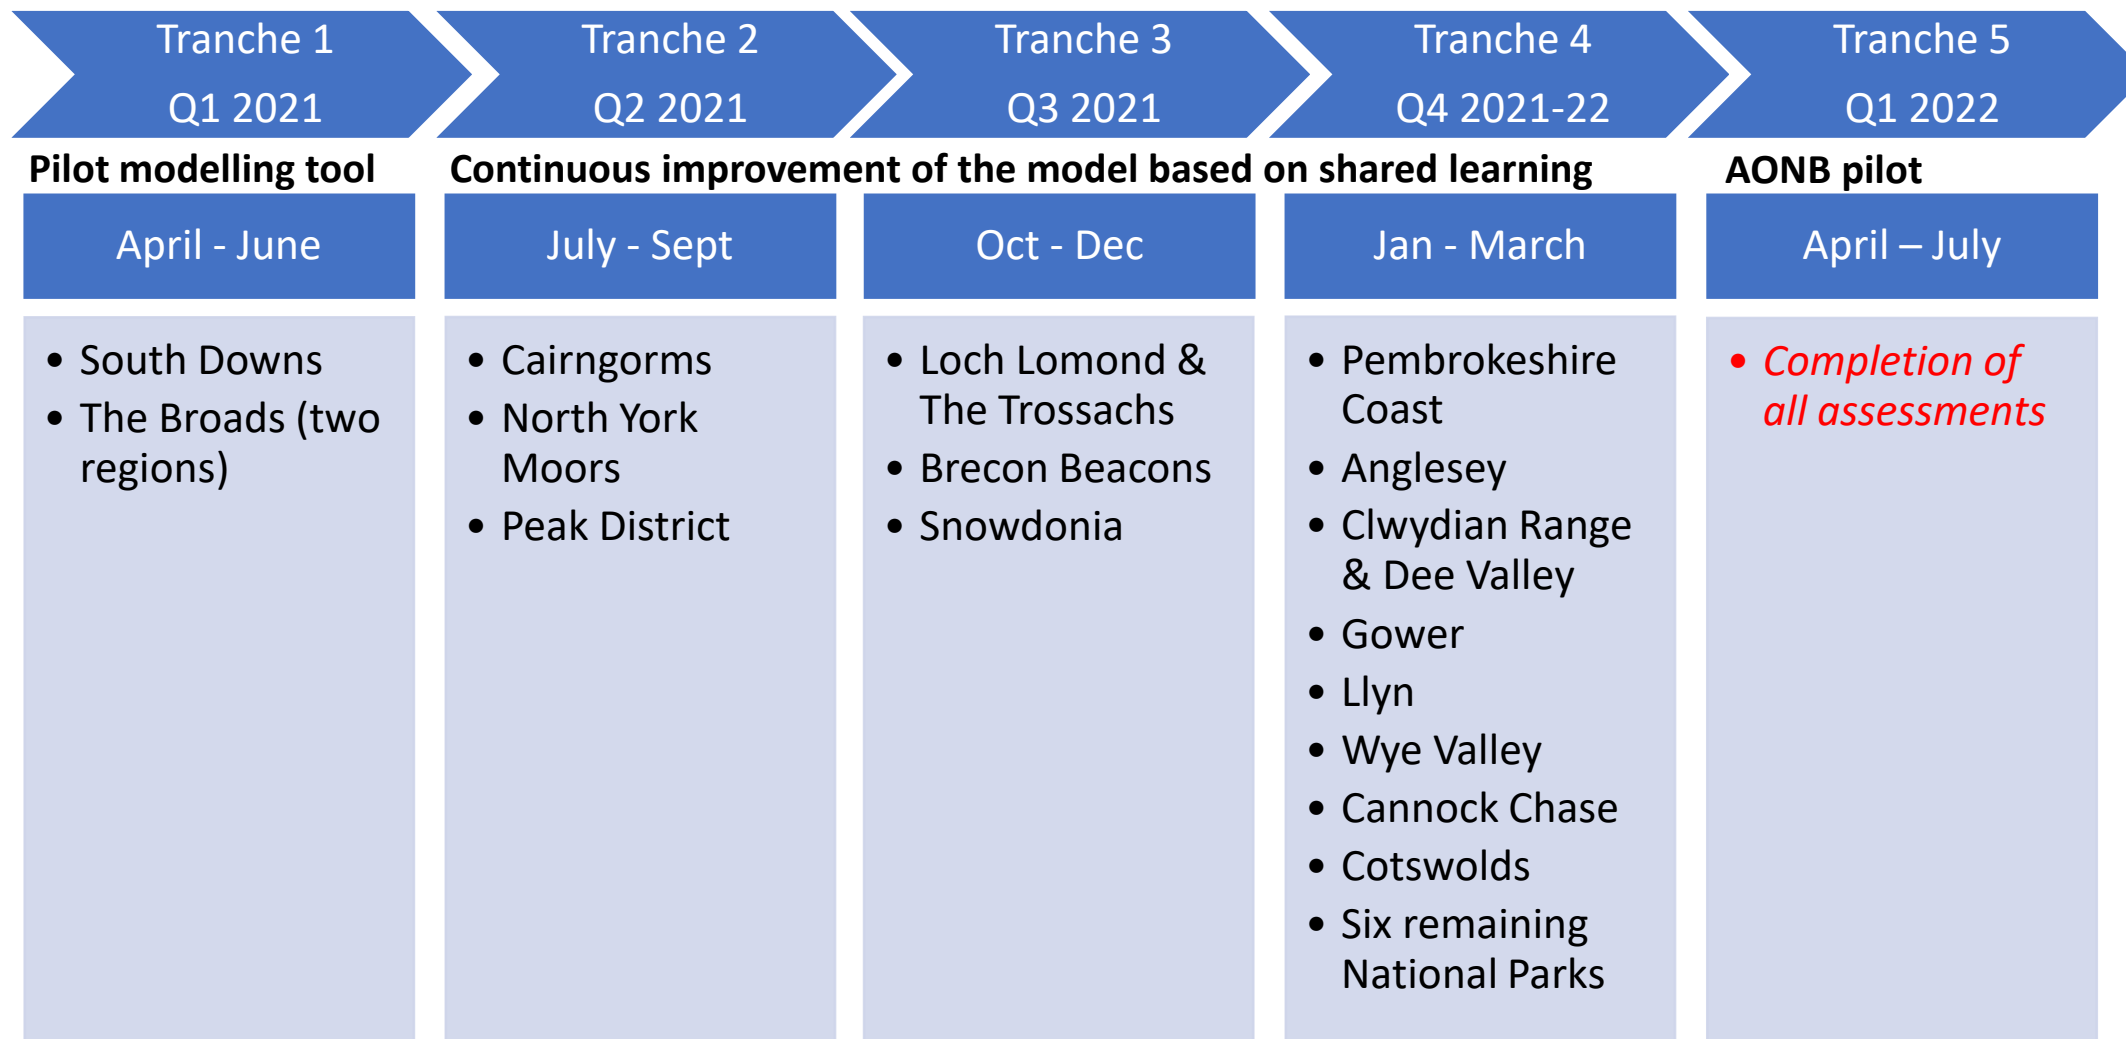 Tranche 1
Q1 2021
Tranche 2
Q2 2021
Tranche 3
Q3 2021
Tranche 4
Q4 2021-22
Tranche 5
Q1 2022
Pilot modelling tool
Continuous improvement of the model based on shared learning
AONB pilot
April - June
• South Downs
• The Broads (two
regions)
July - Sept
• Cairngorms
• North York
Moors
• Peak District
Oct - Dec
• Loch Lomond &
The Trossachs
• Brecon Beacons
• Snowdonia
Jan - March
• Pembrokeshire
Coast
• Anglesey
• Clwydian Range
& Dee Valley
• Gower
• Llyn
• Wye Valley
• Cannock Chase
• Cotswolds
• Six remaining
National Parks
April – July
• Completion of
all assessments